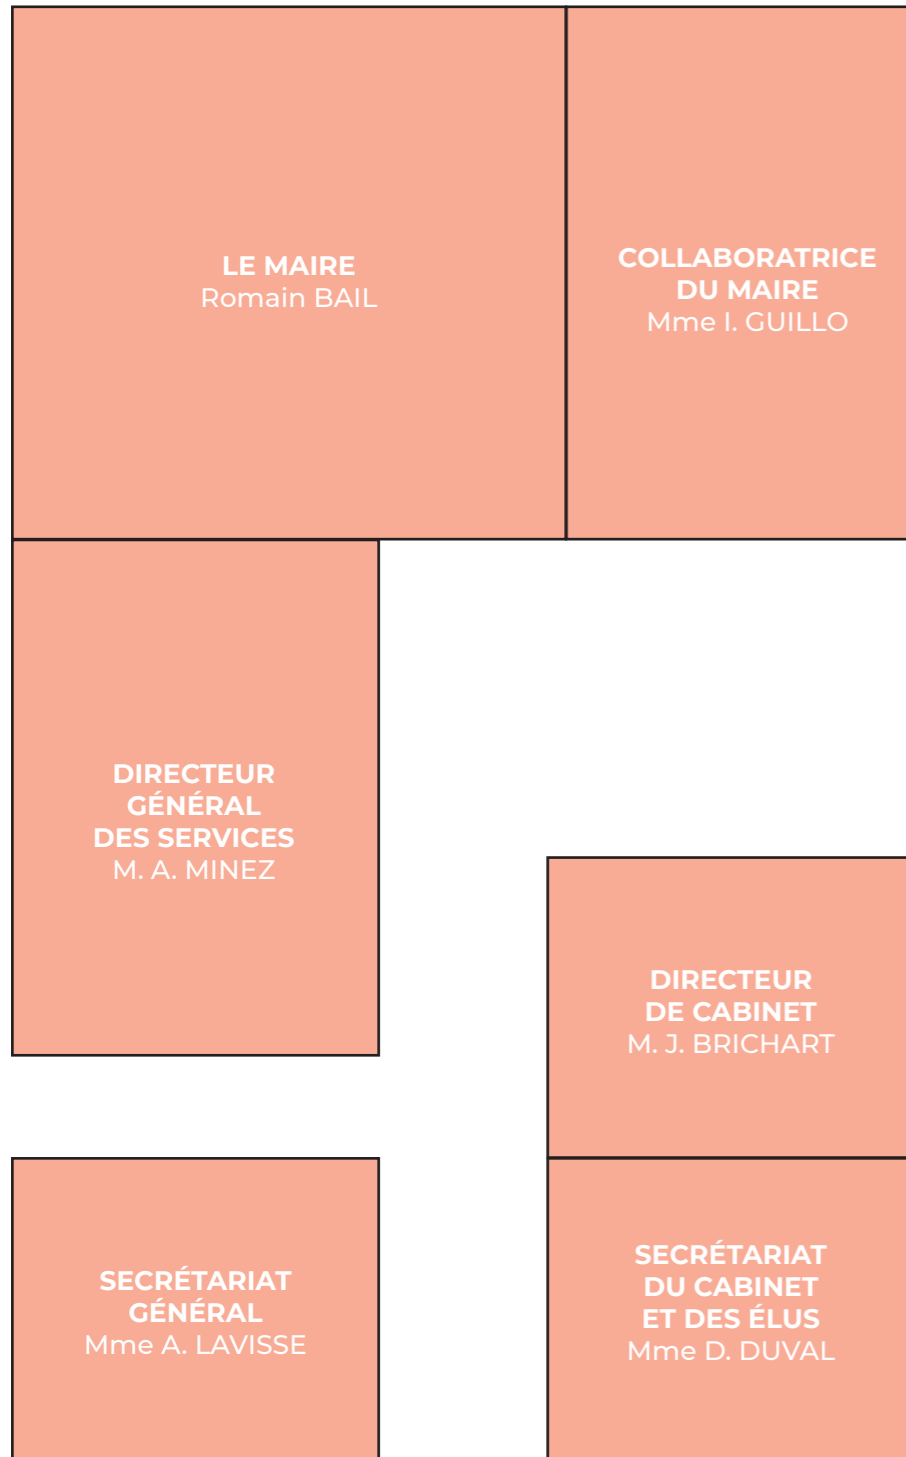 LE MAIRE
Romain BAIL
COLLABORATRICE
DU MAIRE
Mme I. GUILLO
DIRECTEUR
GÉNÉRAL
DES SERVICES
M. A. MINEZ
DIRECTEUR
DE CABINET
M. J. BRICHART
SECRÉTARIAT
GÉNÉRAL
Mme A. LAVISSE
SECRÉTARIAT
DU CABINET
ET DES ÉLUS
Mme D. DUVAL